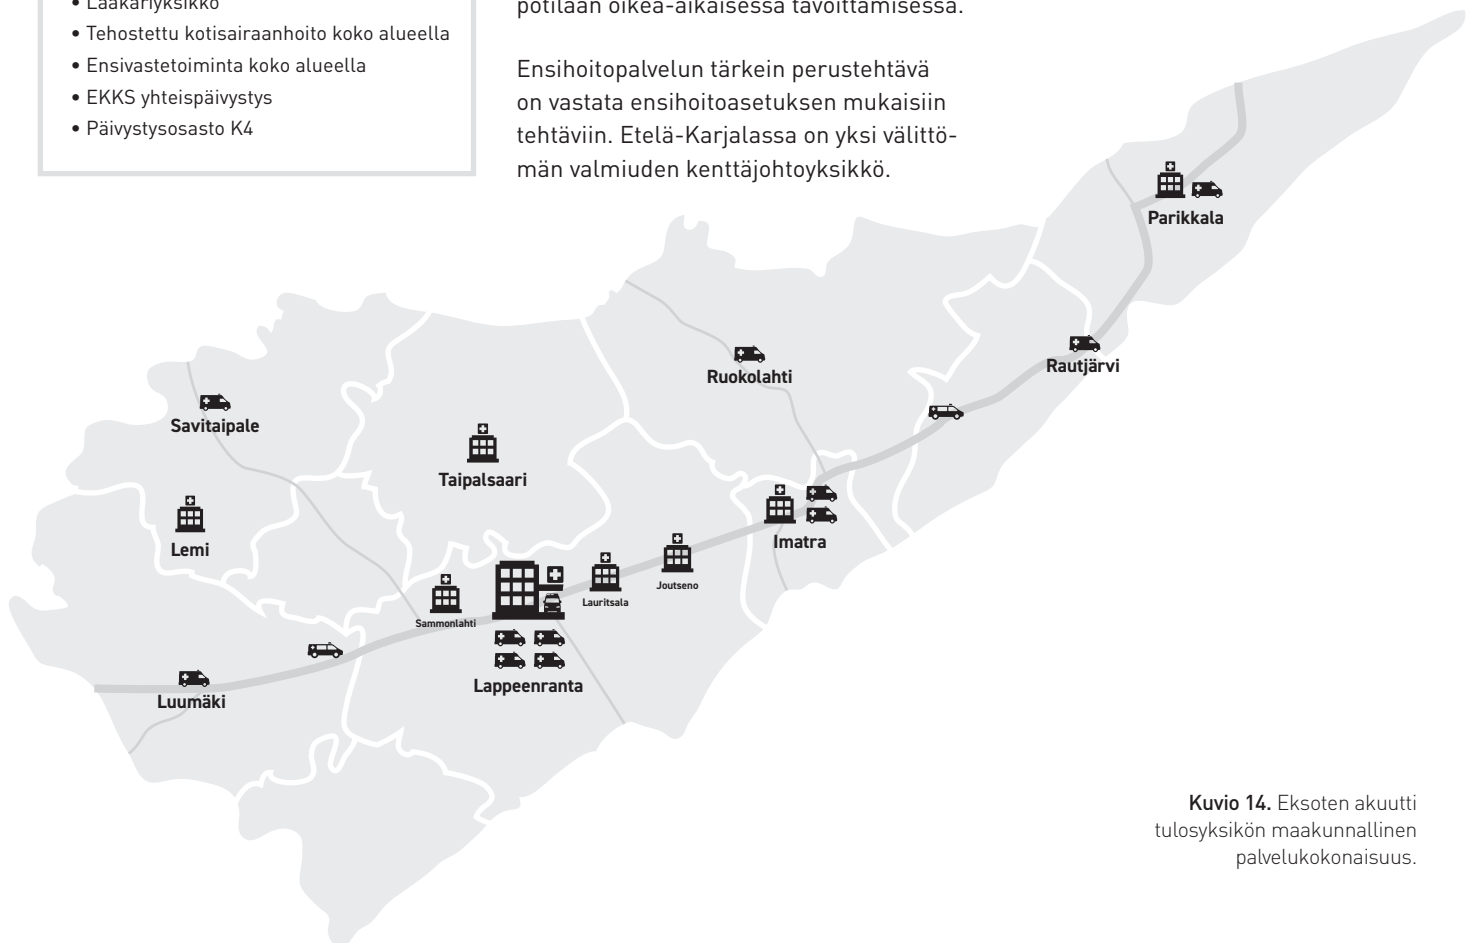 • Lääkäriyksikkö
• Tehostettu kotisairaanhoito koko alueella
• Ensivastetoiminta koko alueella
• EKKS yhteispäivystys
• Päivystysosasto K4
potilaan oikea-aikaisessa tavoittamisessa.
Ensihoitopalvelun tärkein perustehtävä
on vastata ensihoitoasetuksen mukaisiin
tehtäviin. Etelä-Karjalassa on yksi välittö-
män valmiuden kenttäjohtoyksikkö.
Parikkala
Rautjärvi
Ruokolahti
Savitaipale
Taipalsaari
Lemi
Imatra
Joutseno
Lauritsala
Sammonlahti
Lappeenranta
Luumäki
Kuvio 14. Eksoten akuutti
tulosyksikön maakunnallinen
palvelukokonaisuus.